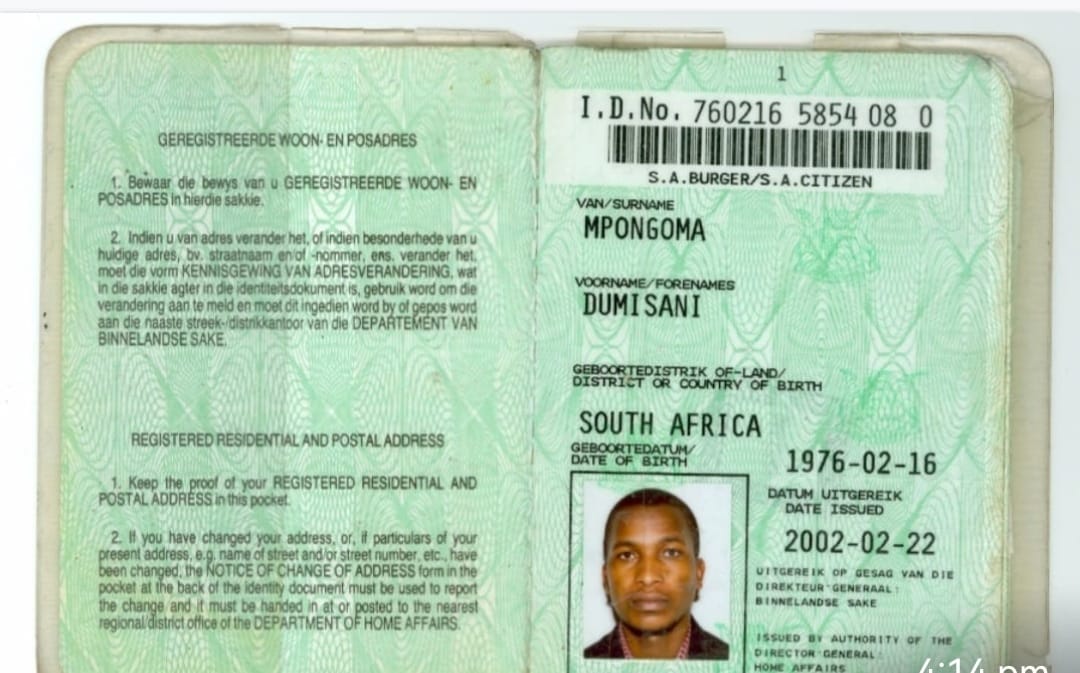 GEREGISTREERDE WOON- EN POSADRES
1. Bewaar die bewys van u GEREGISTREERDE WOON- EN
POSADRES in hierdie sakkie.
2. Indien u van adres verander het, of indien besonderhede van u
huidige adres, bv. straatnaam en/of -nommer, ens. verander het.
moet die vorm KENNISGEWING VAN ADRESVERANDERING, wat
in die sakkie agter in die identiteitsdokument is, gebruik word om die
verandering aan te meld en moet dit ingedien word by of gepos word
aan die naaste streek-/distrikkantoor van die DEPARTEMENT VAN
BINNELANDSE SAKE.
REGISTERED RESIDENTIAL AND POSTAL ADDRESS
1. Keep the proof of your REGISTERED RESIDENTIAL AND
POSTAL ADDRESS in this pocket.
2. If you have changed your address, or, if particulars of your
present address, e.g. name of street and/or street number, etc., have
been changed, the NOTICE OF CHANGE OF ADDRESS form in the
pocket at the back of the identity document must be used to report
the change and it must be handed in at or posted to the nearest
regional/district office of the DEPARTMENT OF HOME AFFAIRS.
1
I.D.No. 760216 5854 08 0
S.A.BURGER/S.A.CITIZEN
VAN/SURNAME
MPONGOMA
VOORNAME/FORENAMES
DUMISANI
GEBOORTEDISTRIK OF-LAND/
DISTRICT OR COUNTRY OF BIRTH
SOUTH AFRICA
GEBOORTEDATUM/
DATE OF BIRTH
1976-02-16
DATUM UITGEREIK
DATE ISSUED
2002-02-22
UITGEREIK OP GESAG VAN DIE
DIREKTEUR-GENERAAL:
BINNELANDSE SAKE
ISSUED BY AUTHORITY OF THE
DIRECTOR-GENERAL:
HOME AFFAIRS
4:14 pm